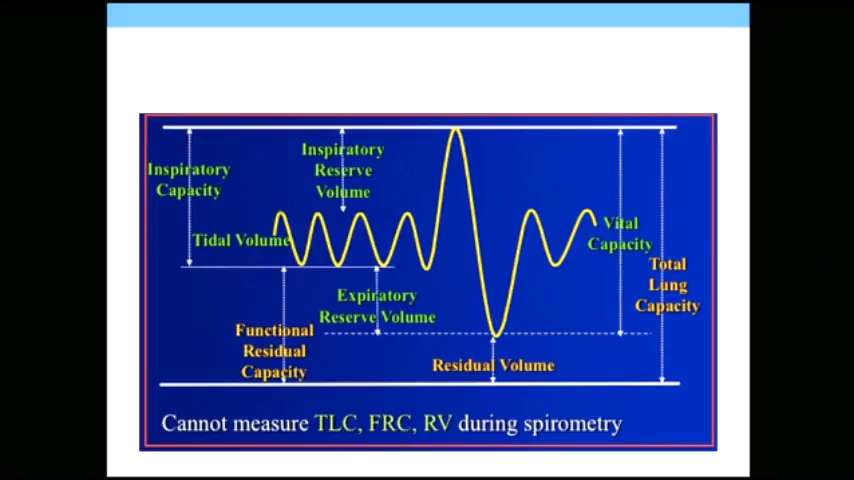 Inspiratory
Capacity
Inspiratory
Reserve
Volume
Tidal Volume
Vital
Capacity
Total
Lung
Capacity
Expiratory
Reserve Volume
Functional
Residual
Capacity
Residual Volume
Cannot measure TLC, FRC, RV during spirometry